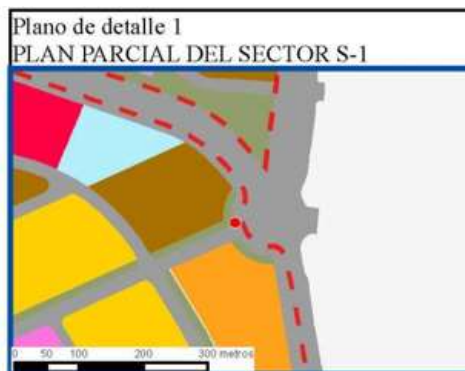 Plano de detalle 1
PLAN PARCIAL DEL SECTOR S-1
0 50 100 200 300 metros